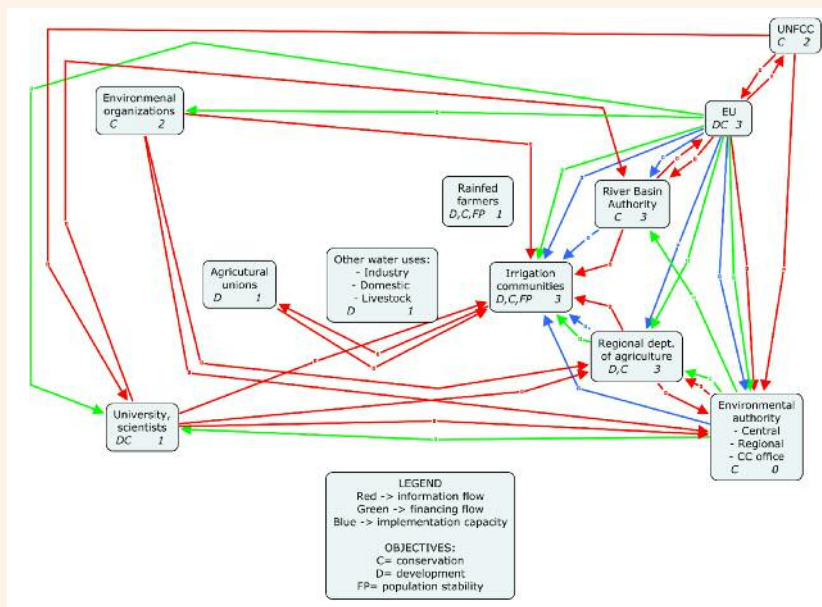 UNFCC
C 2
EU
DC 3
Environmenal
organizations
C 2
Rainfed
farmers
D,C,FP 1
River Basin
Authority
C 3
Agricutural
unions
D 1
Other water uses:
- Industry
- Domestic
- Livestock
D 1
Irrigation
communities
D,C,FP 3
Regional dept.
of agriculture
D,C 3
University,
scientists
DC 1
Environmental
authority
- Central
- Regional
- CC office
C 0
LEGEND
Red -> information flow
Green -> financing flow
Blue -> implementation capacity
OBJECTIVES:
C= conservation
D= development
FP= population stability